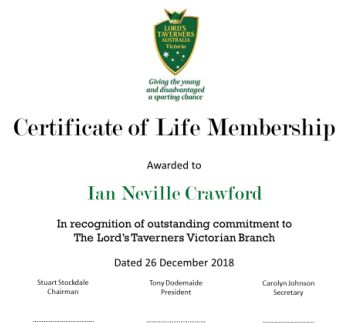 LORD'S
TAVERNERS
AUSTRALIA
Victoria
Giving the young
and disadvantaged
a sporting chance
Certificate of Life Membership
Awarded to
Ian Neville Crawford
In recognition of outstanding commitment to
The Lord's Taverners Victorian Branch
Dated 26 December 2018
Stuart Stockdale Tony Dodemaide Carolyn Johnson
Chairman President Secretary